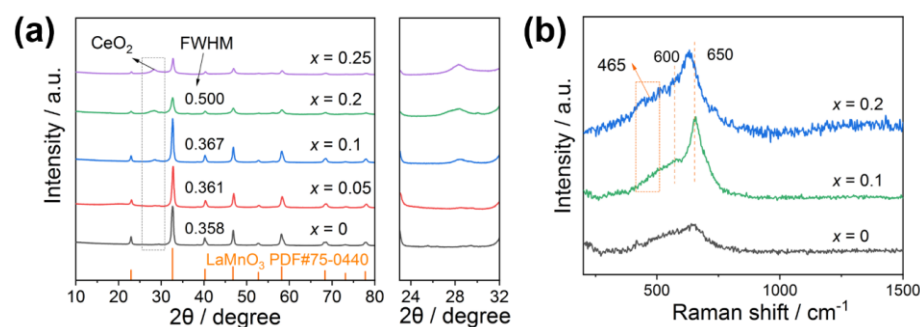 (a)
CeO₂
FWHM
x = 0.25
0.500
x = 0.2
0.367
x = 0.1
0.361
x = 0.05
0.358
x = 0
LaMnO₃ PDF#75-0440
Intensity / a.u.
10 20 30 40 50 60 70 80
2θ / degree
24 28 32
2θ / degree
(b)
465
600
650
x = 0.2
x = 0.1
x = 0
Intensity / a.u.
500 1000 1500
Raman shift / cm⁻¹